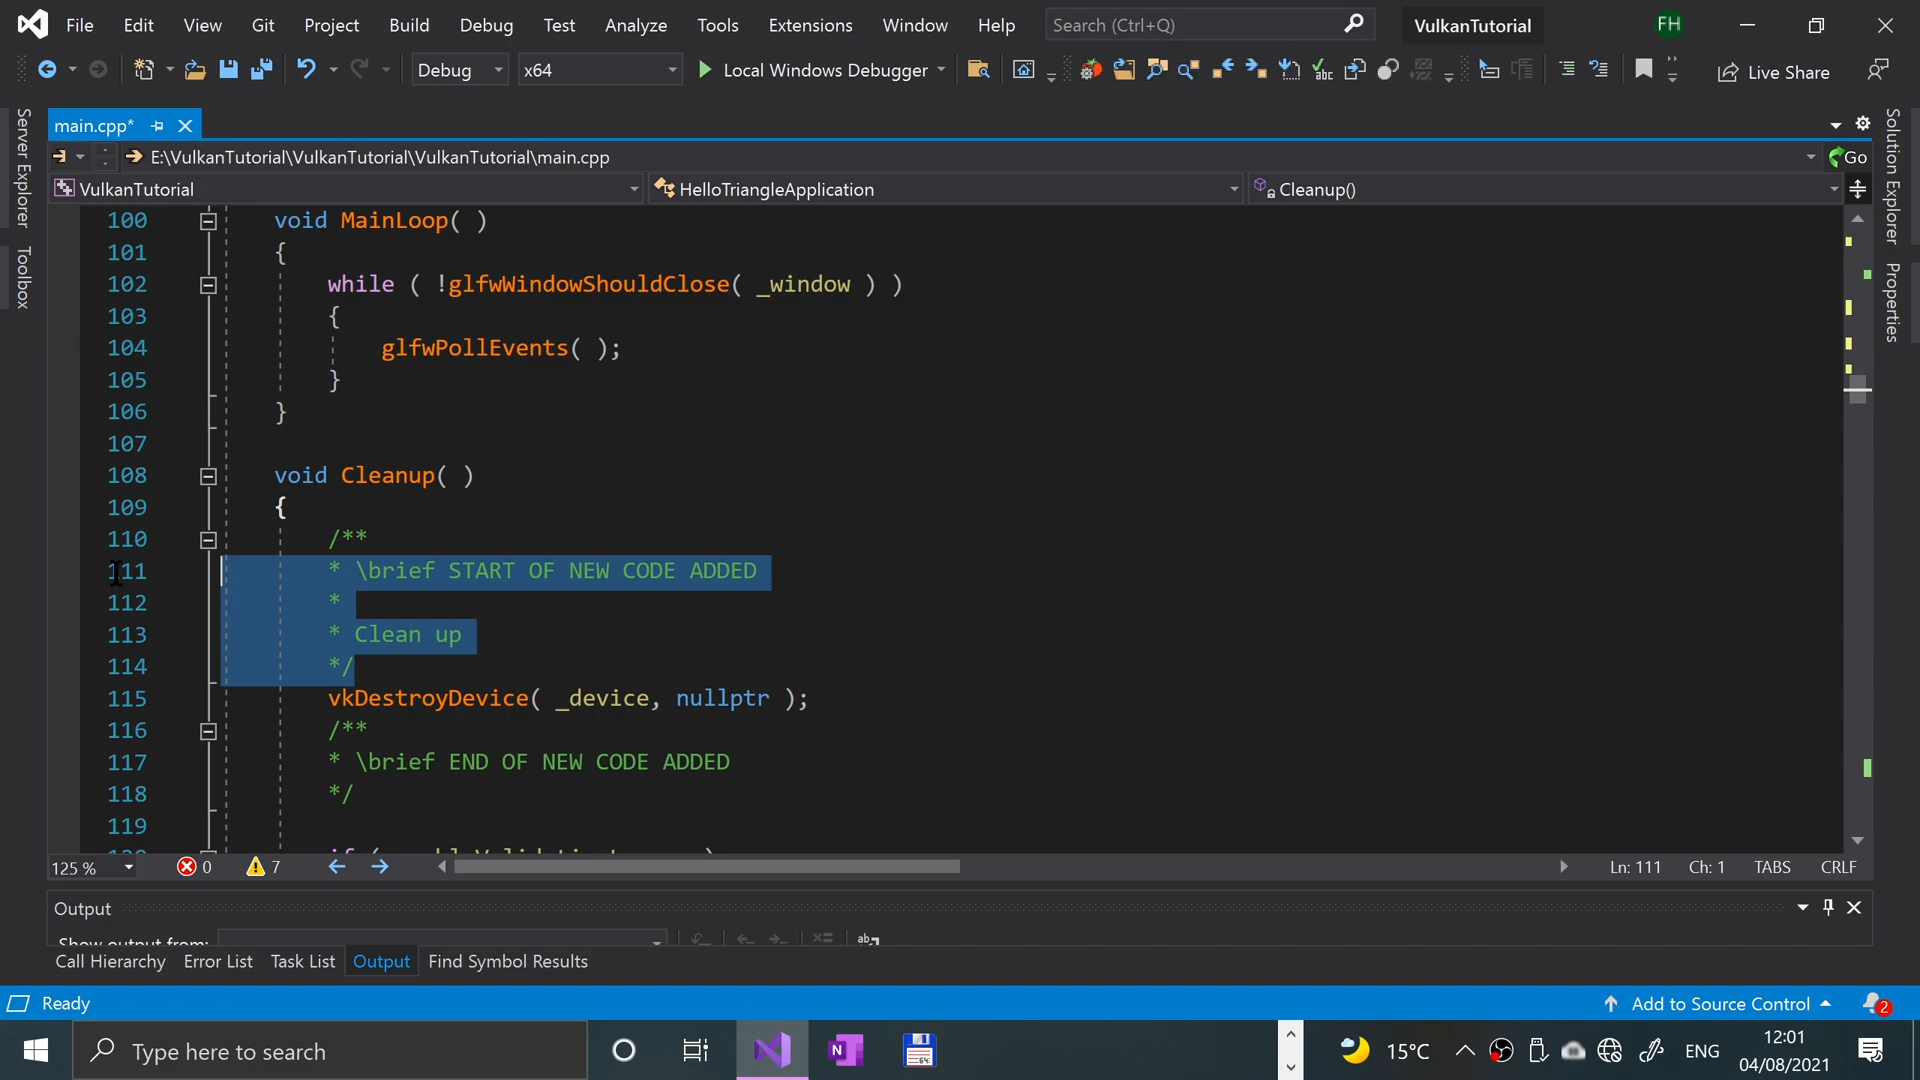 File Edit View Git Project Build Debug Test Analyze Tools Extensions Window Help Search (Ctrl+Q) VulkanTutorial FH
Debug x64 Local Windows Debugger Live Share
main.cpp*
E:\VulkanTutorial\VulkanTutorial\VulkanTutorial\main.cpp Go
VulkanTutorial HelloTriangleApplication Cleanup()
Server Explorer
Toolbox
Solution Explorer
Properties
100 void MainLoop( )
101 {
102 while ( !glfwWindowShouldClose( _window ) )
103 {
104 glfwPollEvents( );
105 }
106 }
107
108 void Cleanup( )
109 {
110 /**
111 * \brief START OF NEW CODE ADDED
112 *
113 * Clean up
114 */
115 vkDestroyDevice( _device, nullptr );
116 /**
117 * \brief END OF NEW CODE ADDED
118 */
119
125 % 0 7 Ln: 111 Ch: 1 TABS CRLF
Output
Show output from:
Call Hierarchy Error List Task List Output Find Symbol Results
Ready Add to Source Control 2
Type here to search 15°C ENG 12:01
04/08/2021